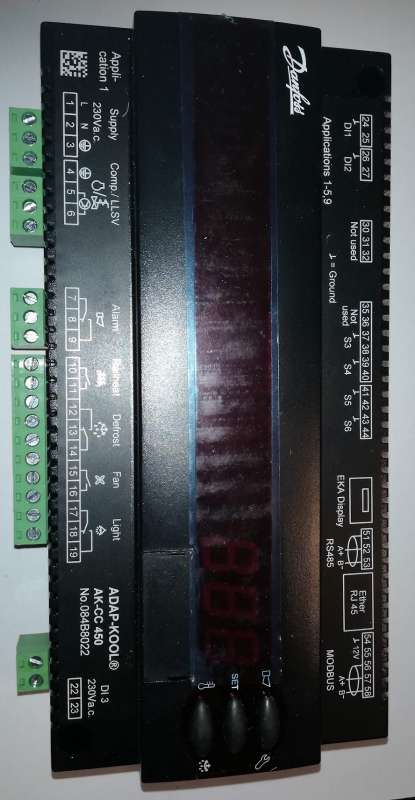 Danfoss
Appli-
cation 1
Supply
230Va.c.
L
N
Comp./ LLSV
1 2 3 4 5 6
Alarm
7 8 9
Railheat
10 11
Defrost
12 13 14
Fan
15 16
Light
17 18 19
ADAP-KOOL®
AK-CC 450
No.084B8022
DI 3
230Va.c.
22 23
888
SET
Applications 1-5,9
24 25 26 27
DI1
DI2
30 31 32
Not used
⊥ = Ground
35 36 37 38 39 40 41 42 43 44
Not
used
S3
S4
S5
S6
EKA Display
51 52 53
A+ B-
RS485
Ether
RJ 45
54 55 56 57 58
12V
A+ B-
MODBUS